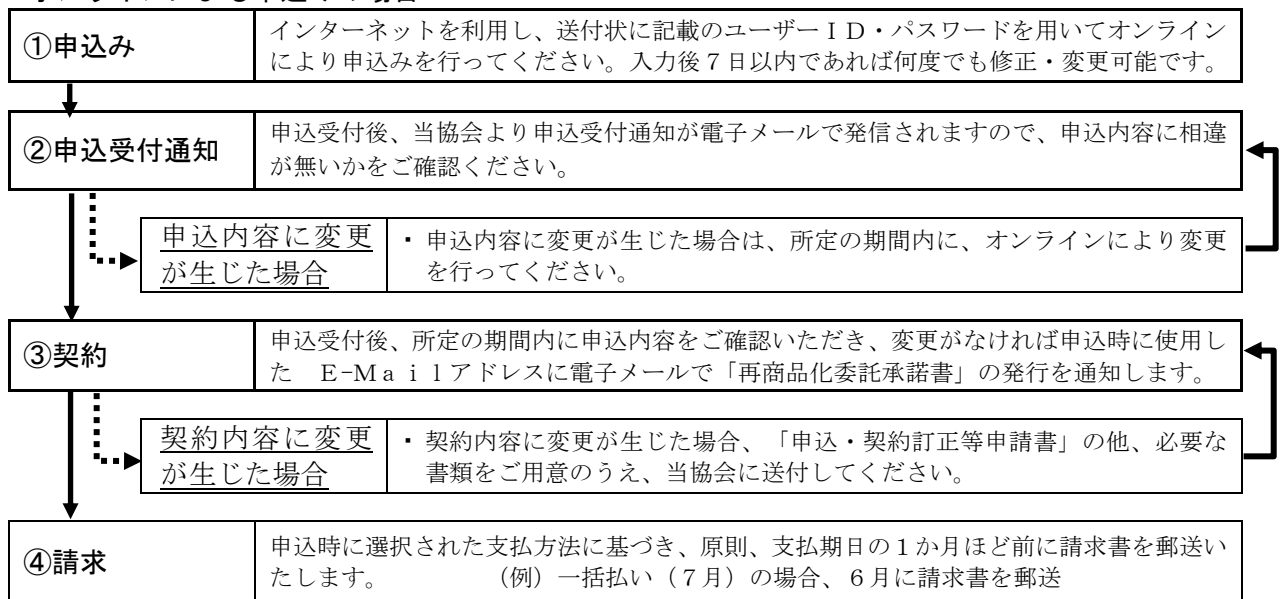 ①申込み
インターネットを利用し、送付状に記載のユーザーＩＤ・パスワードを用いてオンライン
により申込みを行ってください。入力後７日以内であれば何度でも修正・変更可能です。
②申込受付通知
申込受付後、当協会より申込受付通知が電子メールで発信されますので、申込内容に相違
が無いかをご確認ください。
申込内容に変更
が生じた場合
・申込内容に変更が生じた場合は、所定の期間内に、オンラインにより変更
を行ってください。
③契約
申込受付後、所定の期間内に申込内容をご確認いただき、変更がなければ申込時に使用し
た　Ｅ-Ｍａｉｌアドレスに電子メールで「再商品化委託承諾書」の発行を通知します。
契約内容に変更
が生じた場合
・契約内容に変更が生じた場合、「申込・契約訂正等申請書」の他、必要な
書類をご用意のうえ、当協会に送付してください。
④請求
申込時に選択された支払方法に基づき、原則、支払期日の１か月ほど前に請求書を郵送い
たします。　　　（例）一括払い（７月）の場合、６月に請求書を郵送